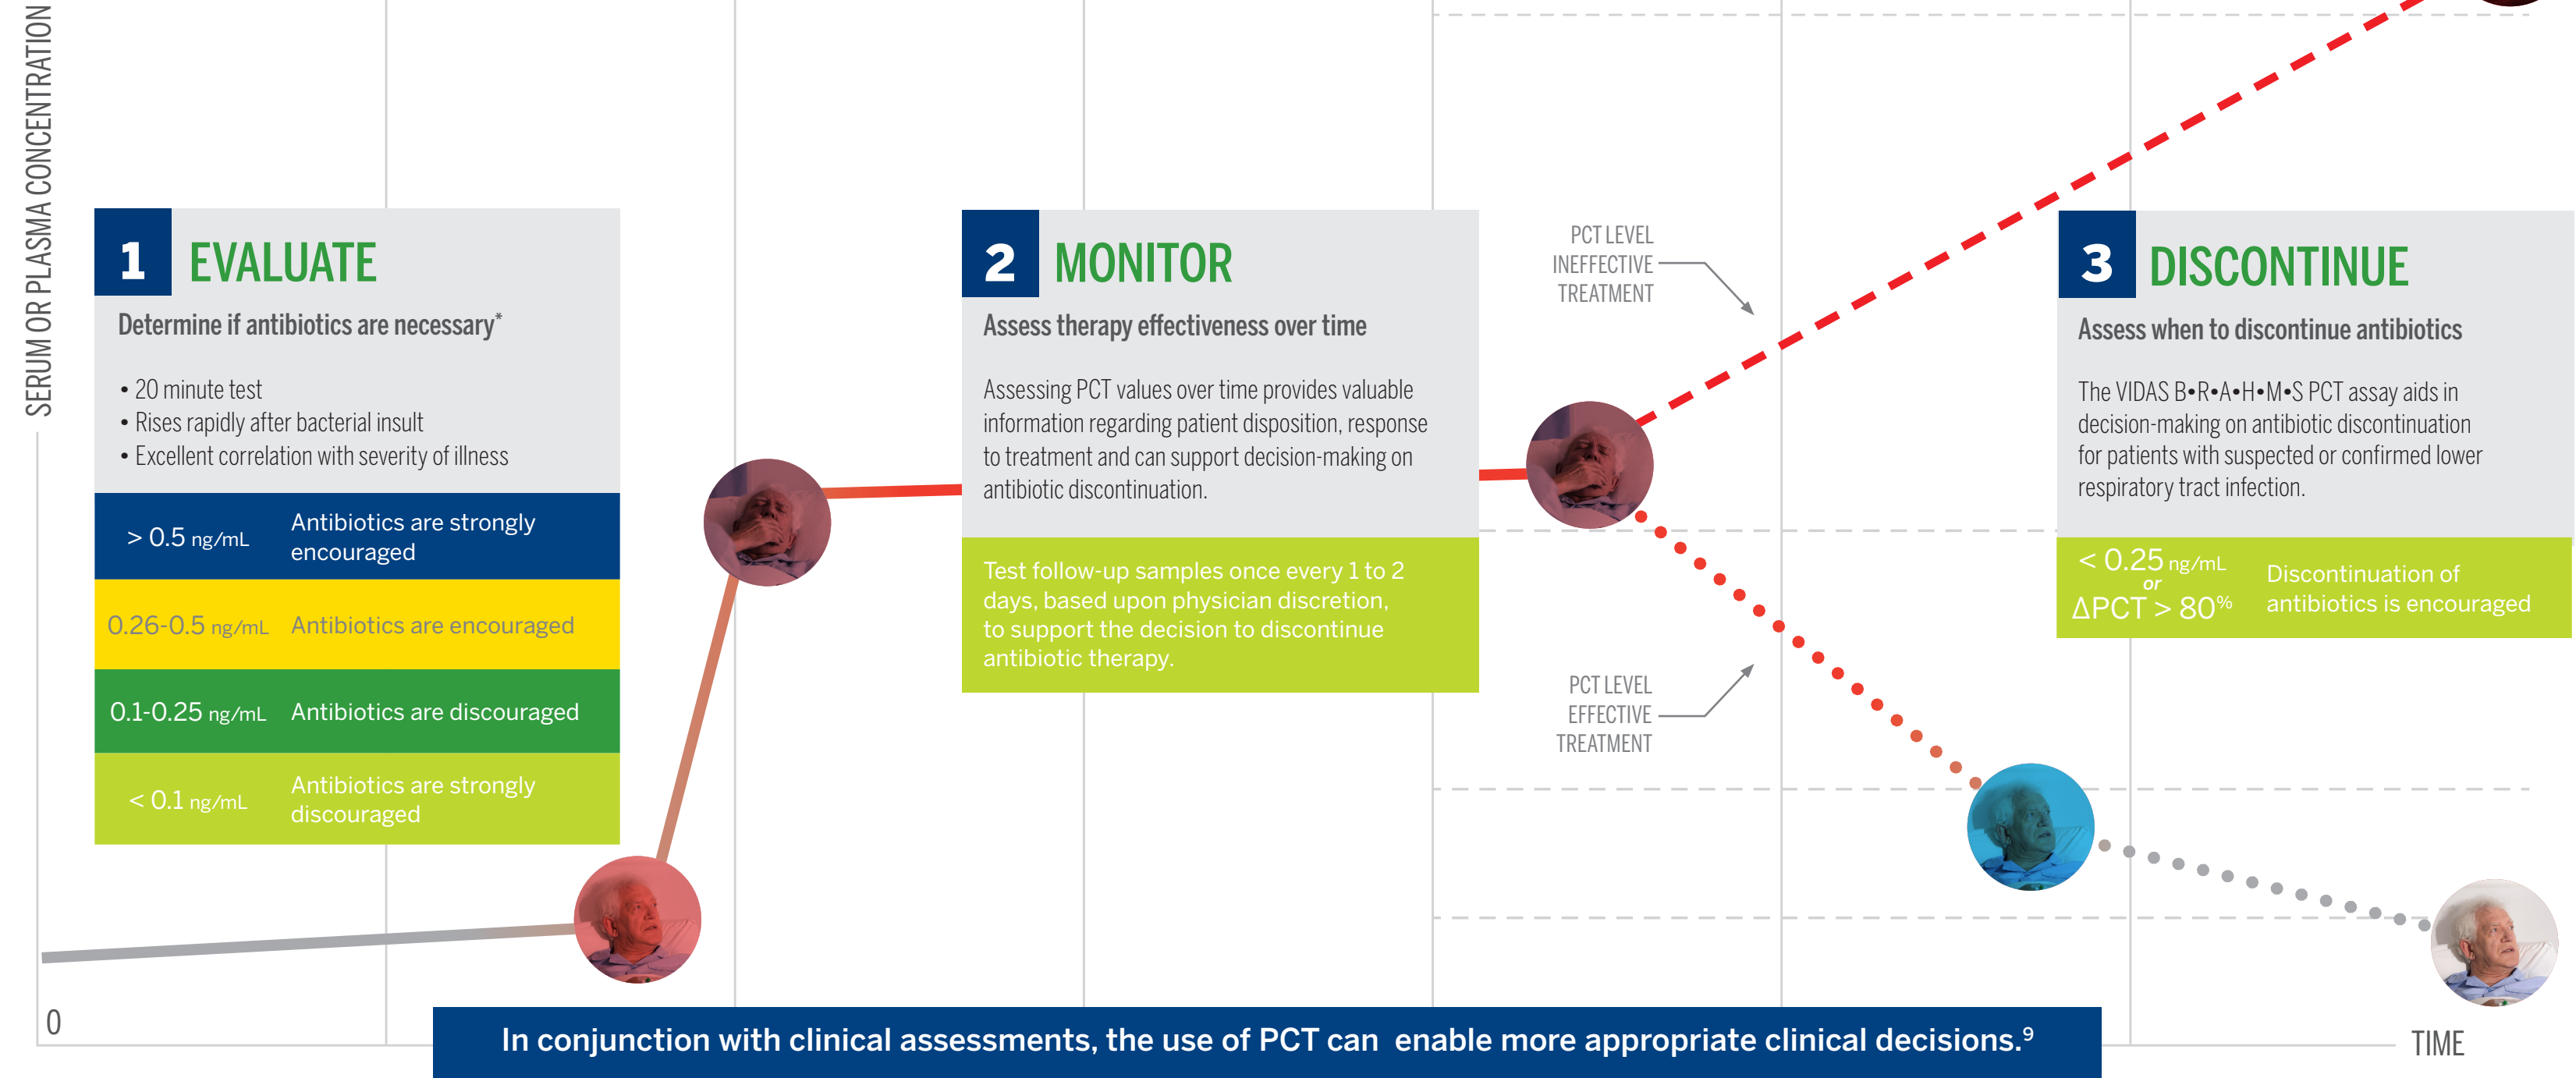 SERUM OR PLASMA CONCENTRATION
1 EVALUATE
Determine if antibiotics are necessary*
• 20 minute test
• Rises rapidly after bacterial insult
• Excellent correlation with severity of illness
> 0.5 ng/mL Antibiotics are strongly
encouraged
0.26-0.5 ng/mL Antibiotics are encouraged
0.1-0.25 ng/mL Antibiotics are discouraged
< 0.1 ng/mL Antibiotics are strongly
discouraged
2 MONITOR
Assess therapy effectiveness over time
Assessing PCT values over time provides valuable
information regarding patient disposition, response
to treatment and can support decision-making on
antibiotic discontinuation.
Test follow-up samples once every 1 to 2
days, based upon physician discretion,
to support the decision to discontinue
antibiotic therapy.
PCT LEVEL
INEFFECTIVE
TREATMENT
PCT LEVEL
EFFECTIVE
TREATMENT
3 DISCONTINUE
Assess when to discontinue antibiotics
The VIDAS B•R•A•H•M•S PCT assay aids in
decision-making on antibiotic discontinuation
for patients with suspected or confirmed lower
respiratory tract infection.
< 0.25 ng/mL
or
ΔPCT > 80%
Discontinuation of
antibiotics is encouraged
0
In conjunction with clinical assessments, the use of PCT can enable more appropriate clinical decisions.9
TIME